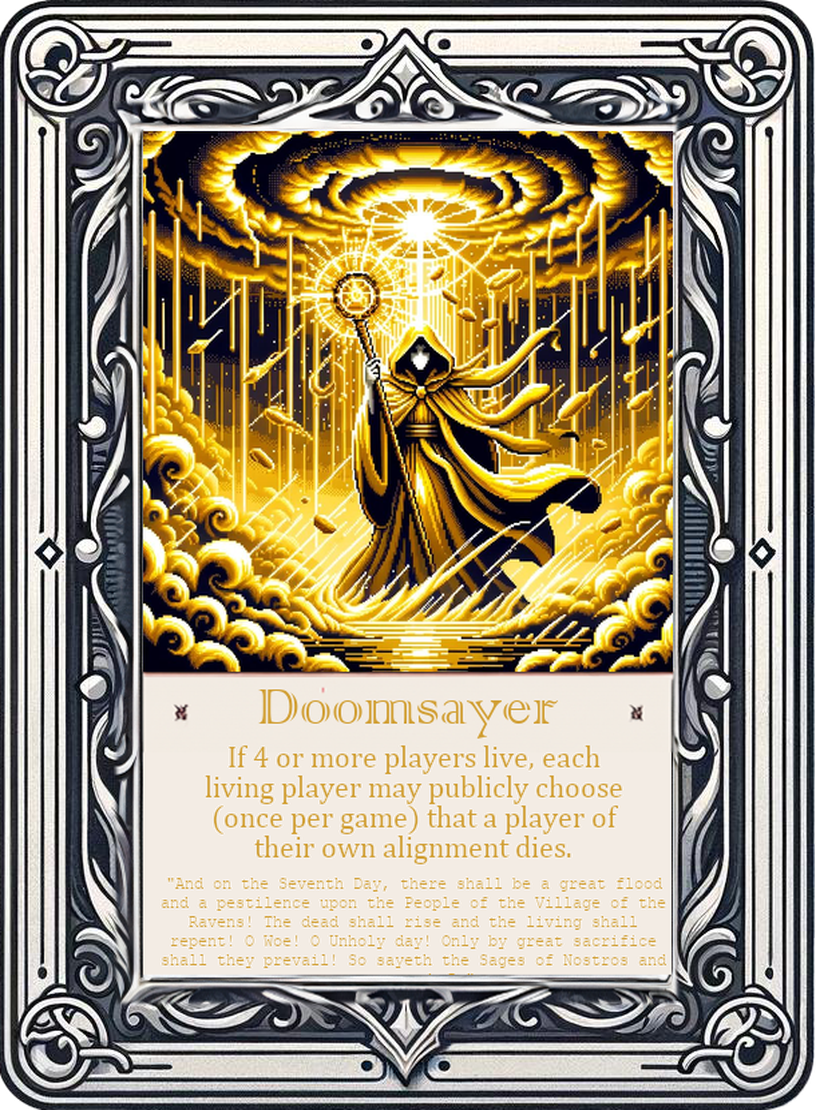 Doomsayer
If 4 or more players live, each
living player may publicly choose
(once per game) that a player of
their own alignment dies.
"And on the Seventh Day, there shall be a great flood
and a pestilence upon the People of the Village of the
Ravens! The dead shall rise and the living shall
repent! O Woe! O Unholy day! Only by great sacrifice
shall they prevail! So sayeth the Sages of Nostros and